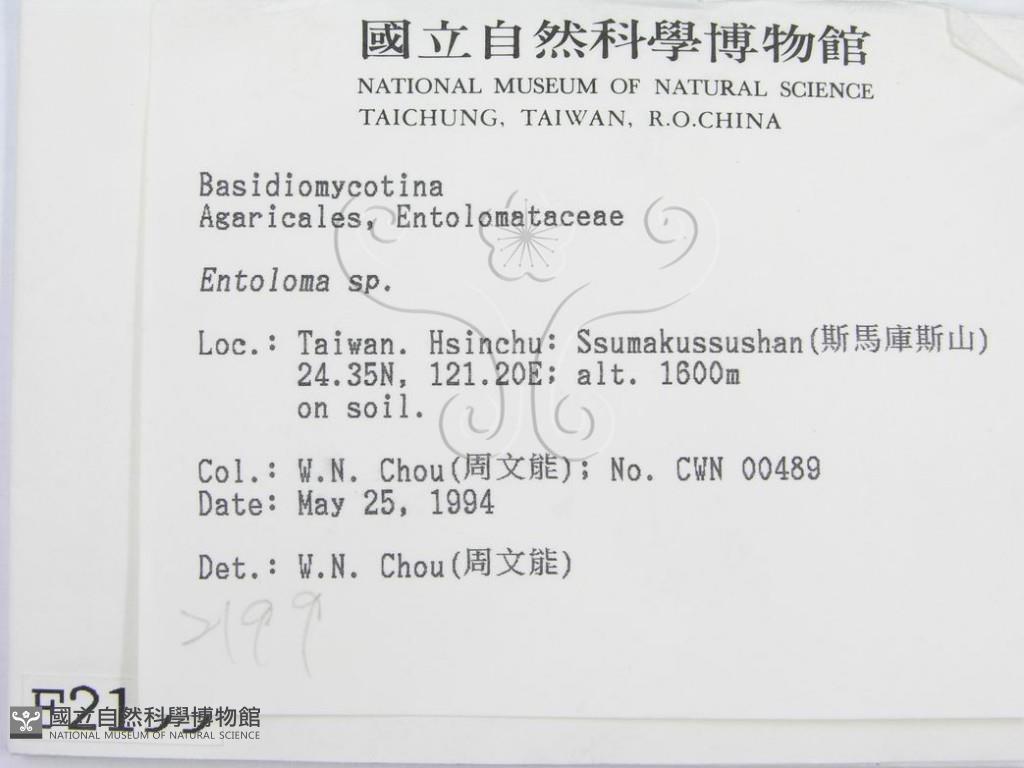 國立自然科學博物館
NATIONAL MUSEUM OF NATURAL SCIENCE
TAICHUNG, TAIWAN, R.O.CHINA
Basidiomycotina
Agaricales, Entolomataceae
Entoloma sp.
Loc.: Taiwan. Hsinchu: Ssumakussushan(斯馬庫斯山)
24.35N, 121.20E; alt. 1600m
on soil.
Col.: W.N. Chou(周文能); No. CWN 00489
Date: May 25, 1994
Det.: W.N. Chou(周文能)
2199
國立自然科學博物館
NATIONAL MUSEUM OF NATURAL SCIENCE